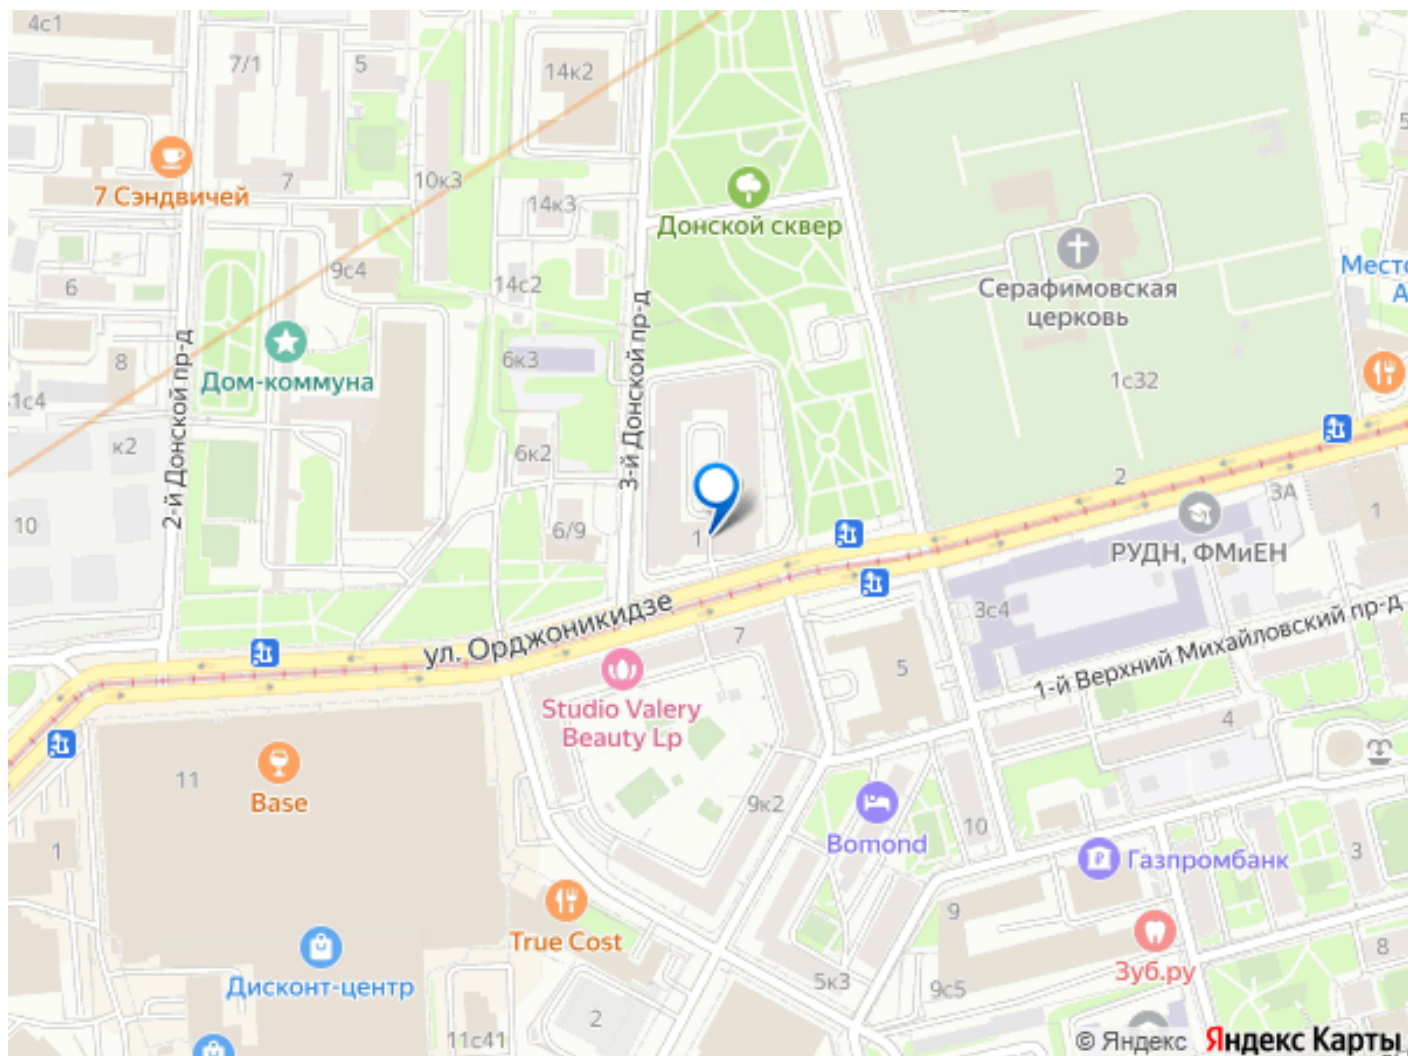 4с1
7/1
5
14к2
7 Сэндвичей
7
10к3
14к3
Донской сквер
6
9с4
14с2
Серафимовская
церковь
Место
А
8
Дом-коммуна
6к3
1с32
1с4
к2
2-й Донской пр-д
6к2
3-й Донской пр-д
10
6/9
1
2
3А
1
РУДН, ФМиЕН
3с4
ул. Орджоникидзе
7
5
1-й Верхний Михайловский пр-д
Studio Valery
Beauty Lp
4
11
Base
9к2
Bomond
10
Газпромбанк
3
1
9
True Cost
Зуб.ру
8
Дисконт-центр
5к3
9с5
2
11с41
© Яндекс Яндекс Карты